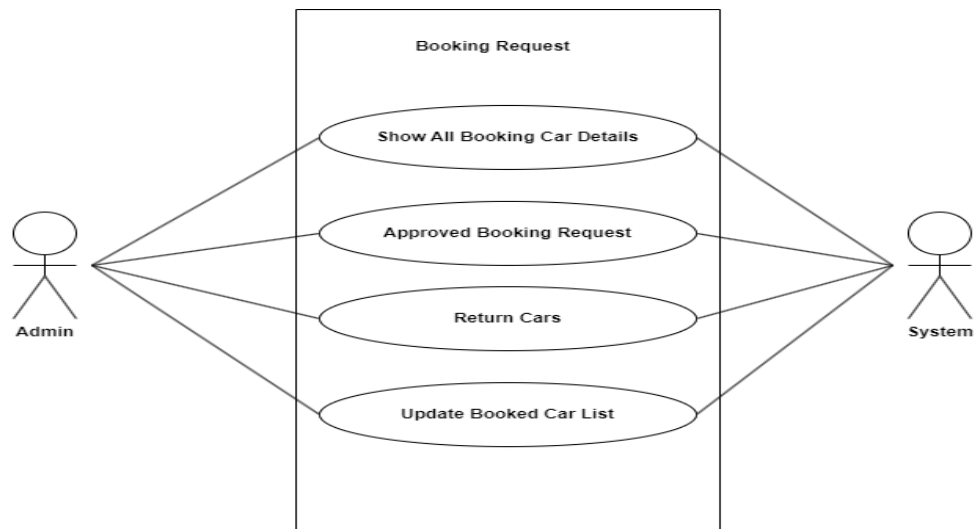 Booking Request
Show All Booking Car Details
Approved Booking Request
Return Cars
Admin
System
Update Booked Car List